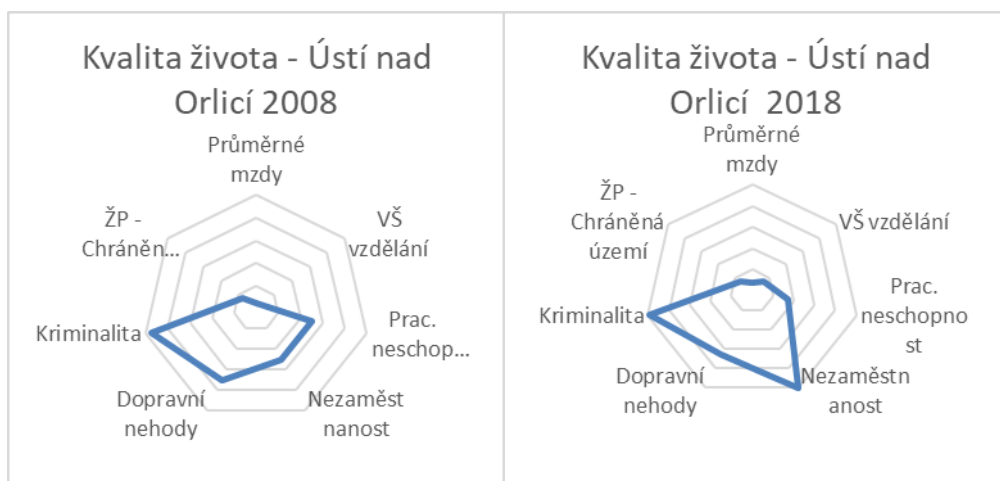 Kvalita života - Ústí nad
Orlicí 2008
Průměrné
mzdy
VŠ
vzdělání
Prac.
neschop...
Nezaměst
nanost
Dopravní
nehody
Kriminalita
ŽP -
Chráněn...
Kvalita života - Ústí nad
Orlicí 2018
Průměrné
mzdy
VŠ vzdělání
Prac.
neschopno
st
Nezaměstn
anost
Dopravní
nehody
Kriminalita
ŽP -
Chráněná
území